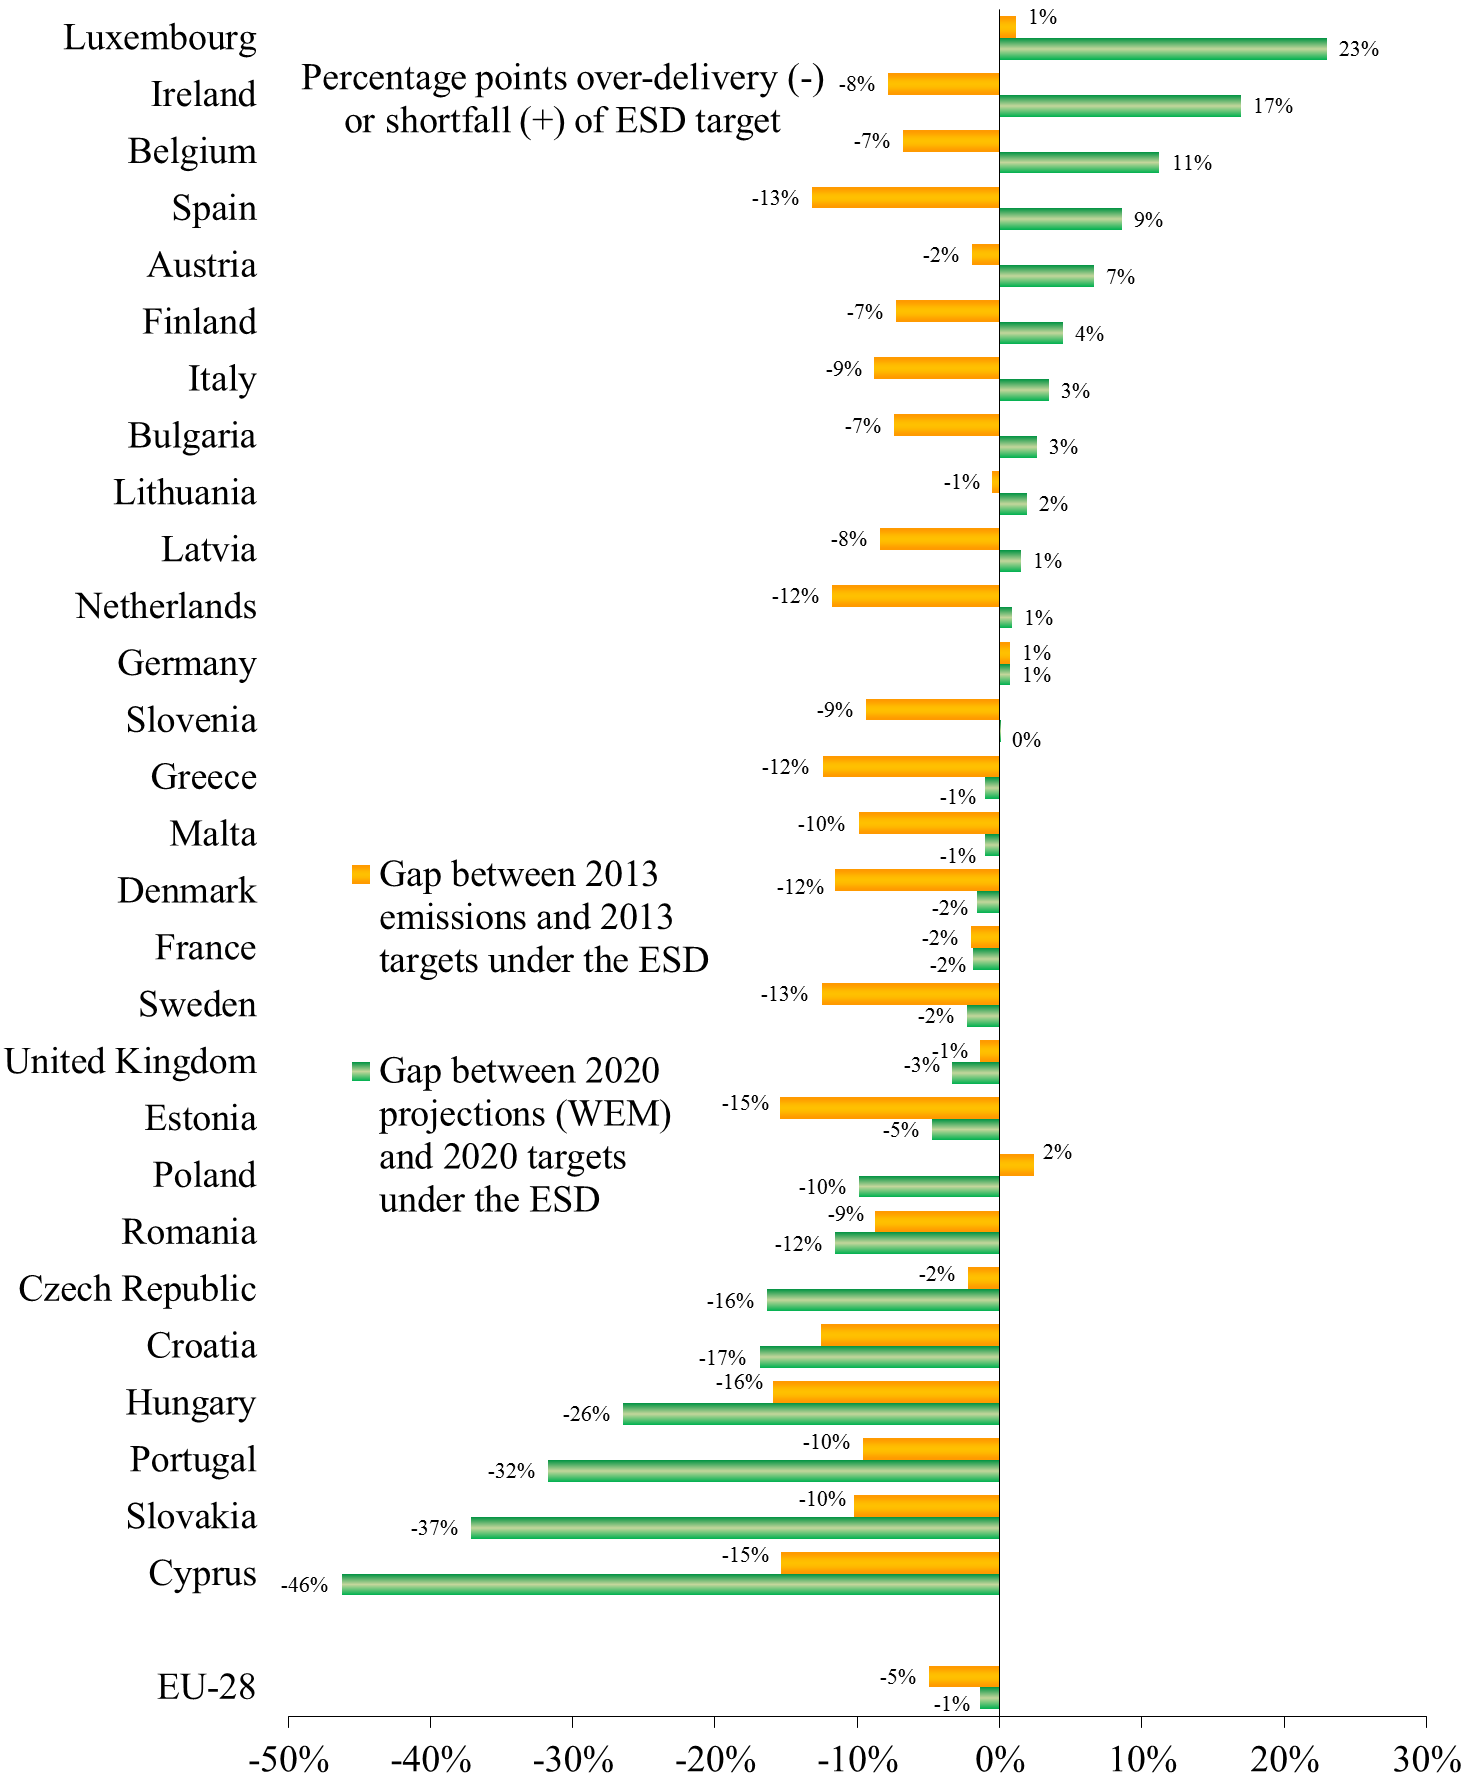 Luxembourg
1%
23%
Percentage points over-delivery (-)
or shortfall (+) of ESD target
Ireland
-8%
17%
Belgium
-7%
11%
Spain
-13%
9%
Austria
-2%
7%
Finland
-7%
4%
Italy
-9%
3%
Bulgaria
-7%
3%
Lithuania
-1%
2%
Latvia
-8%
1%
Netherlands
-12%
1%
Germany
1%
1%
Slovenia
-9%
0%
Greece
-12%
-1%
Malta
-10%
-1%
Gap between 2013
emissions and 2013
targets under the ESD
Denmark
-12%
-2%
France
-2%
-2%
Sweden
-13%
-2%
United Kingdom
-1%
-3%
Gap between 2020
projections (WEM)
and 2020 targets
under the ESD
Estonia
-15%
-5%
Poland
2%
-10%
Romania
-9%
-12%
Czech Republic
-2%
-16%
Croatia
-17%
Hungary
-16%
-26%
Portugal
-10%
-32%
Slovakia
-10%
-37%
Cyprus
-15%
-46%
EU-28
-5%
-1%
-50% -40% -30% -20% -10% 0% 10% 20% 30%